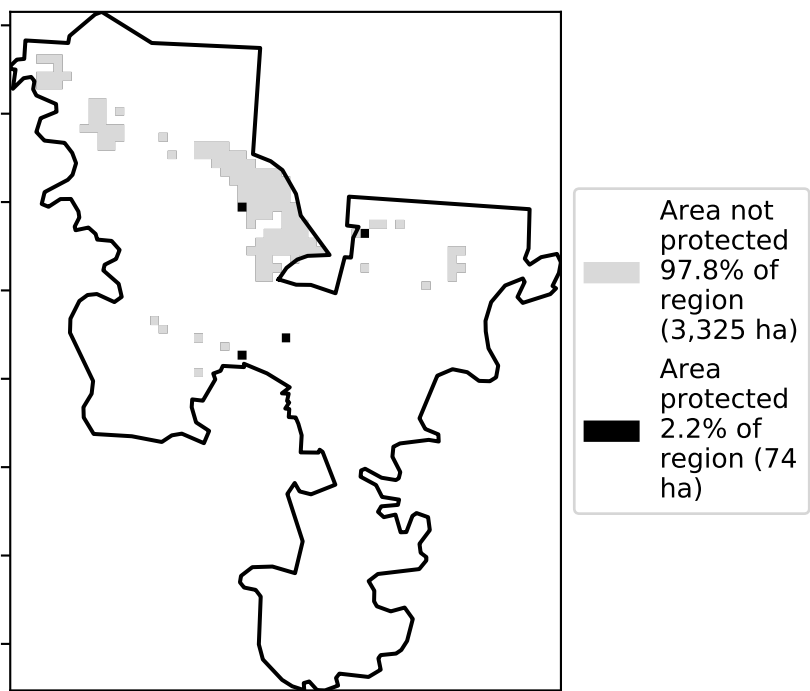 Area not
protected
97.8% of
region
(3,325 ha)
Area
protected
2.2% of
region (74
ha)